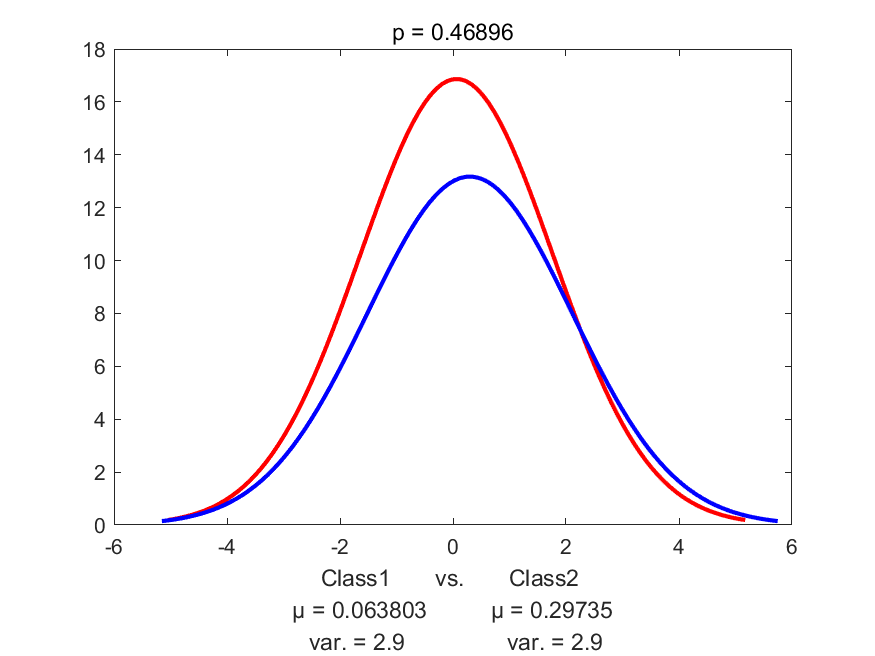 p = 0.46896
18
16
14
12
10
8
6
4
2
0
-6 -4 -2 0 2 4 6
Class1 vs. Class2
μ = 0.063803 μ = 0.29735
var. = 2.9 var. = 2.9